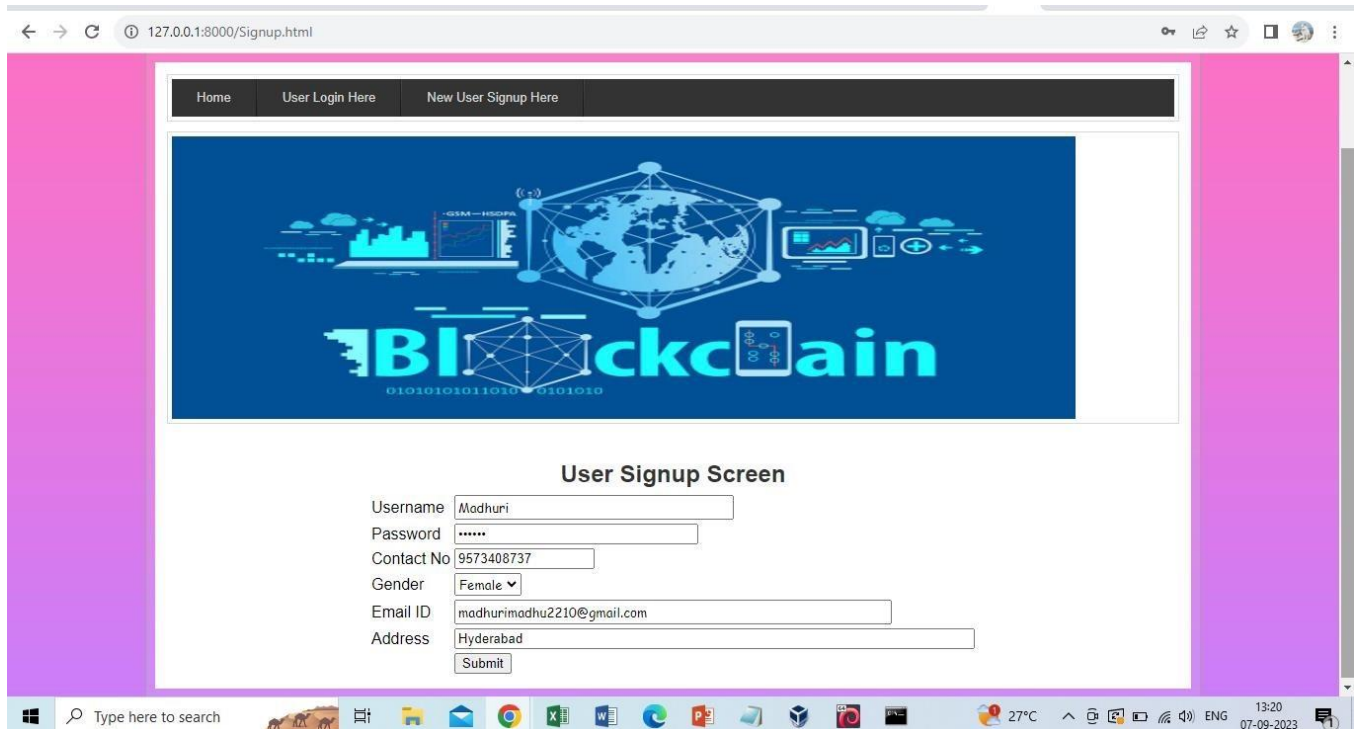 127.0.0.1:8000/Signup.html
Home User Login Here New User Signup Here
GSM—HSDPA
Blockchain
01010101011010 0101010
User Signup Screen
Username Madhuri
Password ••••••
Contact No 9573408737
Gender Female
Email ID madhurimadhu2210@gmail.com
Address Hyderabad
Submit
Type here to search 27°C ENG 13:20
07-09-2023